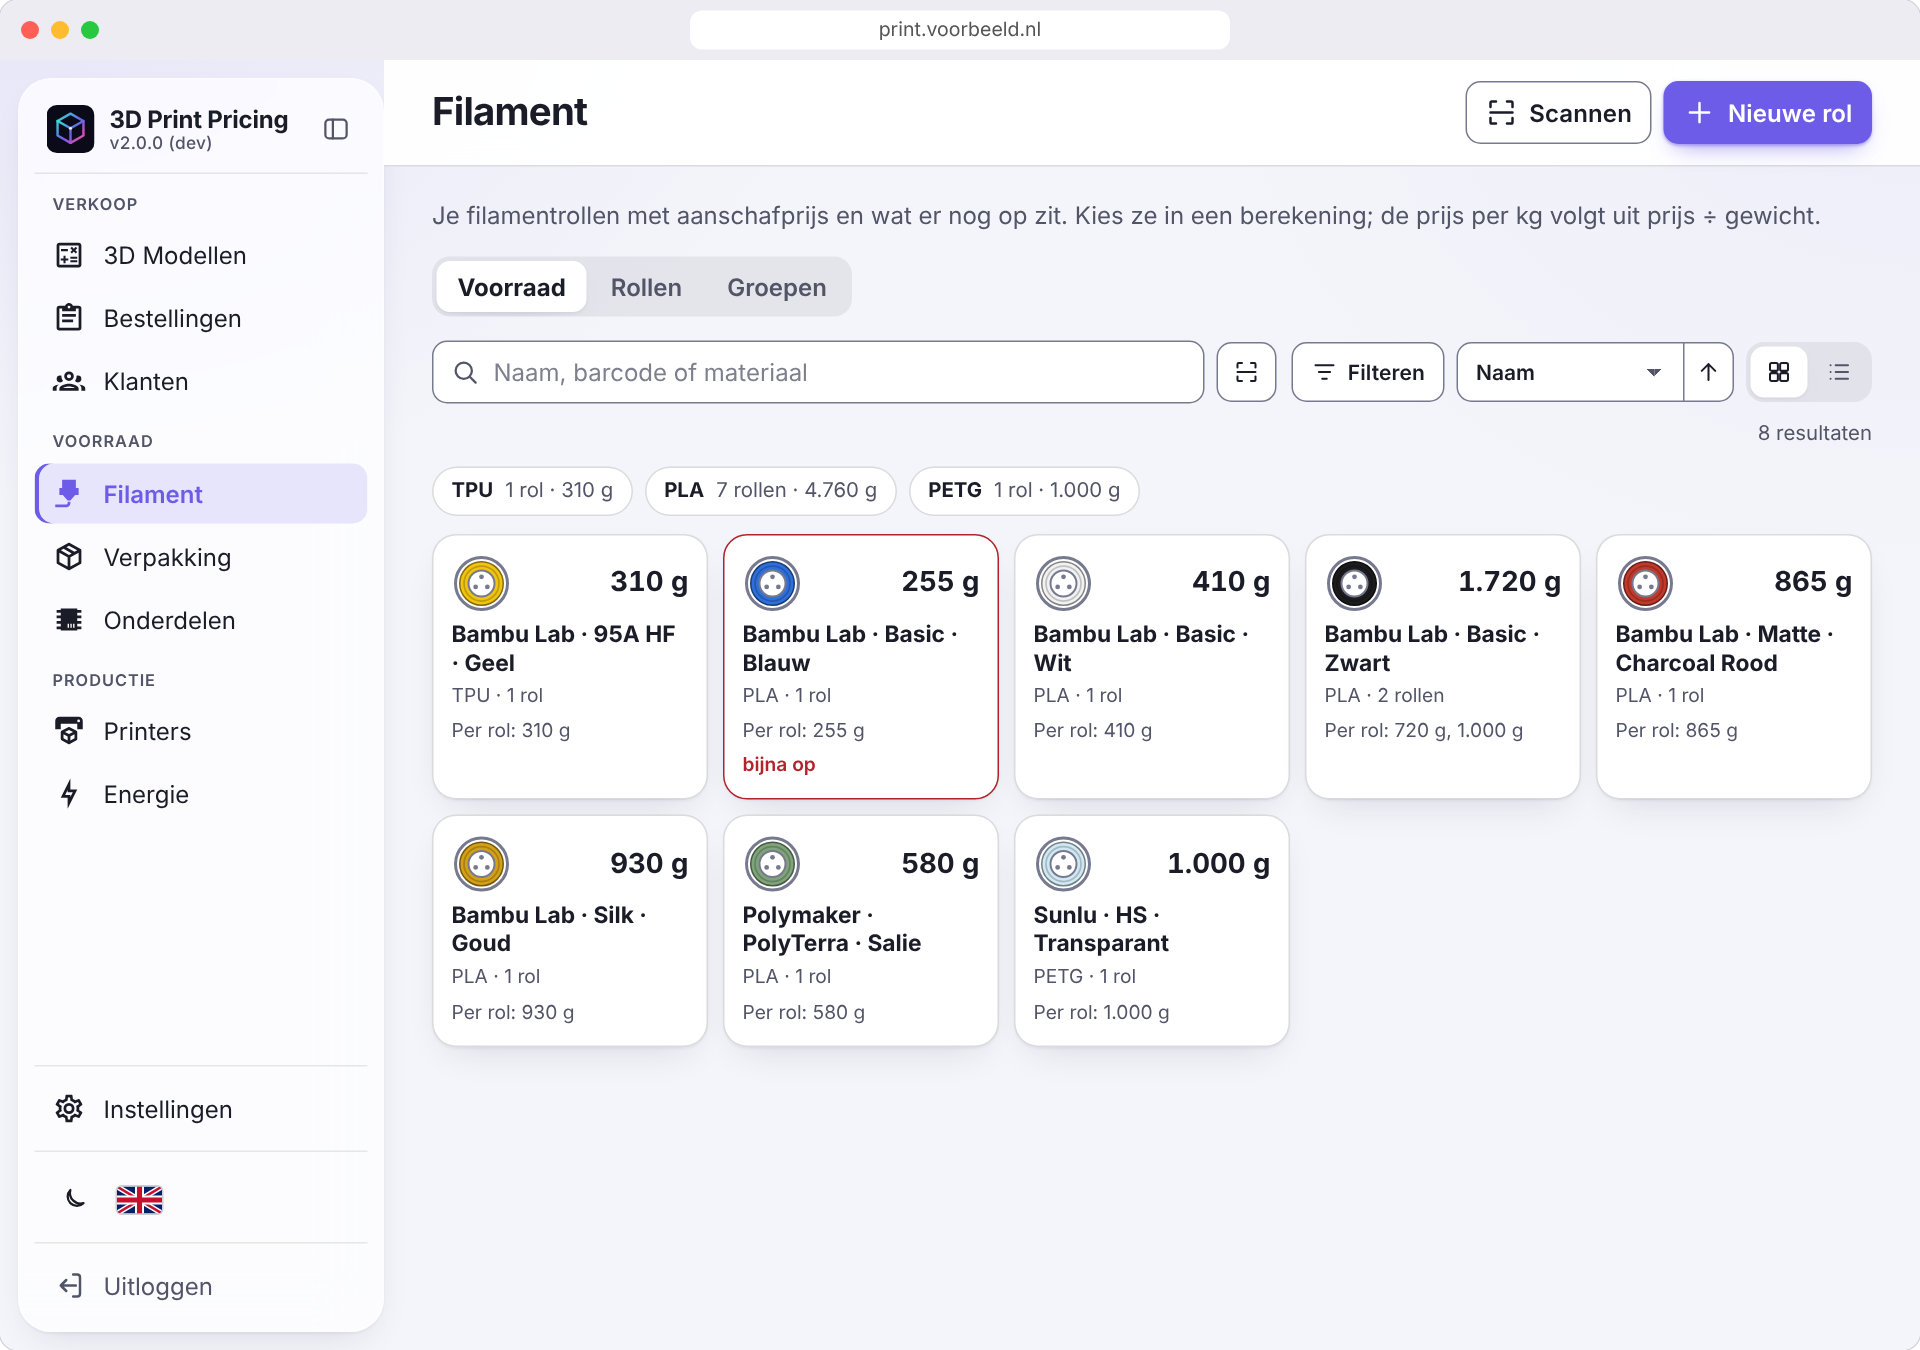 print.voorbeeld.nl
3D Print Pricing
v2.0.0 (dev)
VERKOOP
3D Modellen
Bestellingen
Klanten
VOORRAAD
Filament
Verpakking
Onderdelen
PRODUCTIE
Printers
Energie
Instellingen
Uitloggen
Filament
Scannen
Nieuwe rol
Je filamentrollen met aanschafprijs en wat er nog op zit. Kies ze in een berekening; de prijs per kg volgt uit prijs ÷ gewicht.
Voorraad Rollen Groepen
Naam, barcode of materiaal
Filteren
Naam
8 resultaten
TPU 1 rol · 310 g
PLA 7 rollen · 4.760 g
PETG 1 rol · 1.000 g
310 g
Bambu Lab · 95A HF
· Geel
TPU · 1 rol
Per rol: 310 g
255 g
Bambu Lab · Basic ·
Blauw
PLA · 1 rol
Per rol: 255 g
bijna op
410 g
Bambu Lab · Basic ·
Wit
PLA · 1 rol
Per rol: 410 g
1.720 g
Bambu Lab · Basic ·
Zwart
PLA · 2 rollen
Per rol: 720 g, 1.000 g
865 g
Bambu Lab · Matte ·
Charcoal Rood
PLA · 1 rol
Per rol: 865 g
930 g
Bambu Lab · Silk ·
Goud
PLA · 1 rol
Per rol: 930 g
580 g
Polymaker ·
PolyTerra · Salie
PLA · 1 rol
Per rol: 580 g
1.000 g
Sunlu · HS ·
Transparant
PETG · 1 rol
Per rol: 1.000 g